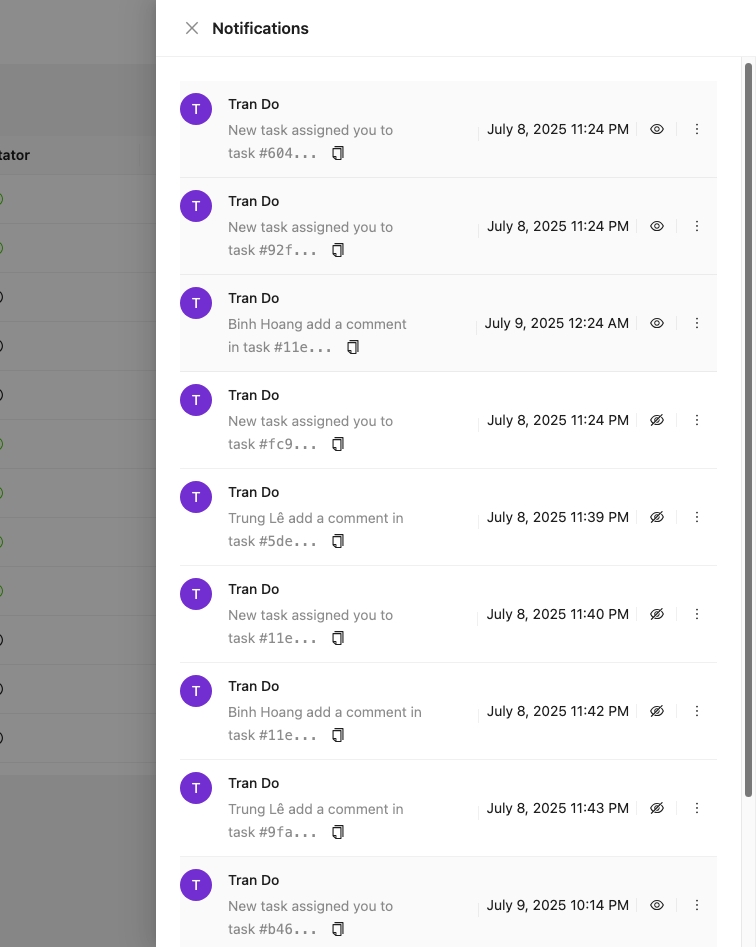 Notifications
tator
T
Tran Do
New task assigned you to
task #604...
July 8, 2025 11:24 PM
T
Tran Do
New task assigned you to
task #92f...
July 8, 2025 11:24 PM
T
Tran Do
Binh Hoang add a comment
in task #11e...
July 9, 2025 12:24 AM
T
Tran Do
New task assigned you to
task #fc9...
July 8, 2025 11:24 PM
T
Tran Do
Trung Lê add a comment in
task #5de...
July 8, 2025 11:39 PM
T
Tran Do
New task assigned you to
task #11e...
July 8, 2025 11:40 PM
T
Tran Do
Binh Hoang add a comment in
task #11e...
July 8, 2025 11:42 PM
T
Tran Do
Trung Lê add a comment in
task #9fa...
July 8, 2025 11:43 PM
T
Tran Do
New task assigned you to
task #b46...
July 9, 2025 10:14 PM